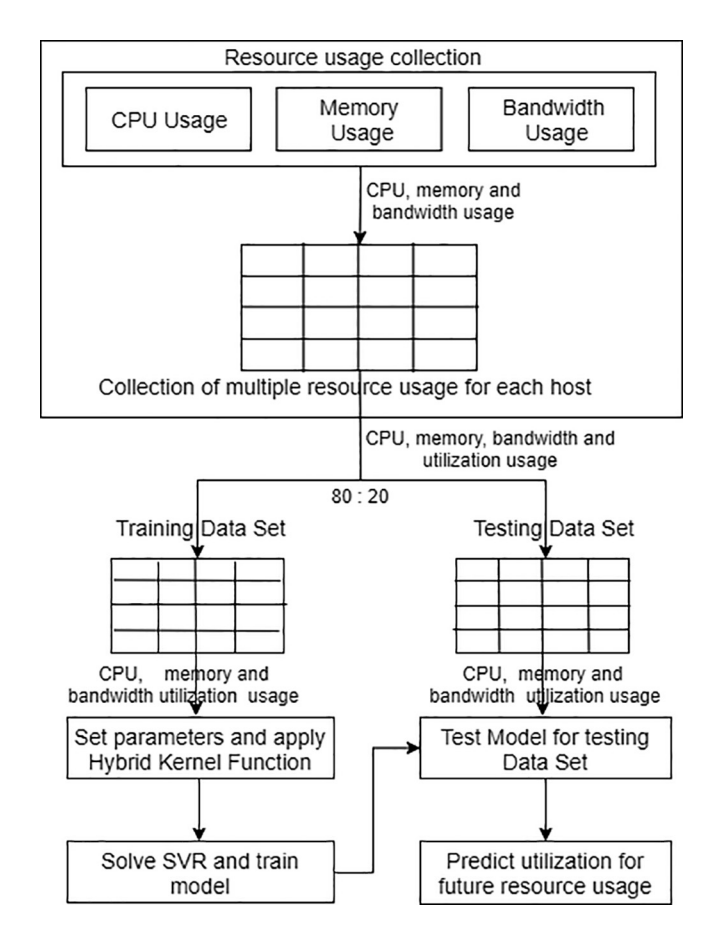 Resource usage collection
CPU Usage
Memory
Usage
Bandwidth
Usage
CPU, memory and
bandwidth usage
Collection of multiple resource usage for each host
CPU, memory, bandwidth and
utilization usage
80 : 20
Training Data Set
Testing Data Set
CPU, memory and
bandwidth utilization usage
CPU, memory and
bandwidth utilization usage
Set parameters and apply
Hybrid Kernel Function
Test Model for testing
Data Set
Solve SVR and train
model
Predict utilization for
future resource usage